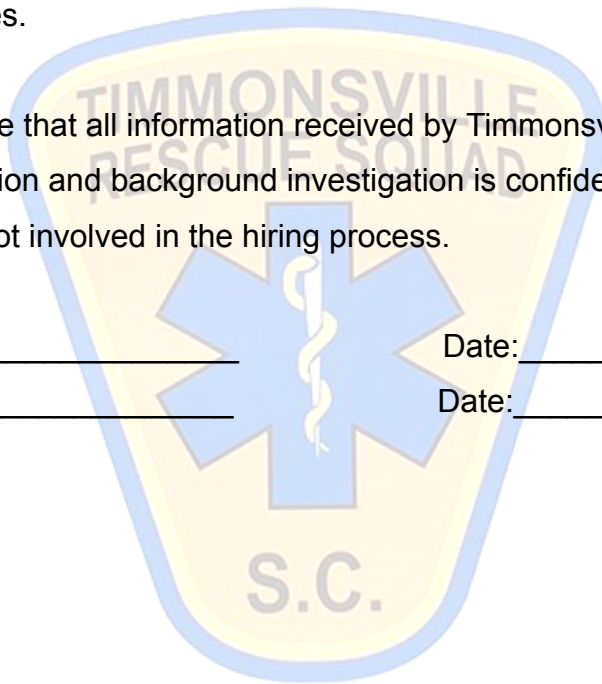 es.
TIMMONSVILLE
e that all information received by Timmonsv
RESCUE SQUAD
ion and background investigation is confide
ot involved in the hiring process.
Date:
Date:
S.C.